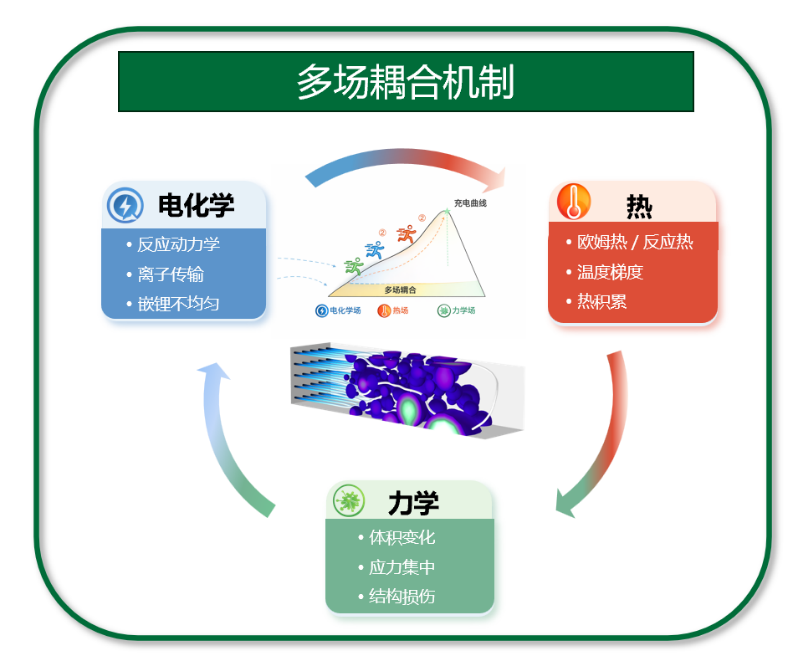 多场耦合机制
电化学
• 反应动力学
• 离子传输
• 嵌锂不均匀
充电曲线
②
②
多场耦合
电化学场
热场
力学场
热
• 欧姆热 / 反应热
• 温度梯度
• 热积累
力学
• 体积变化
• 应力集中
• 结构损伤